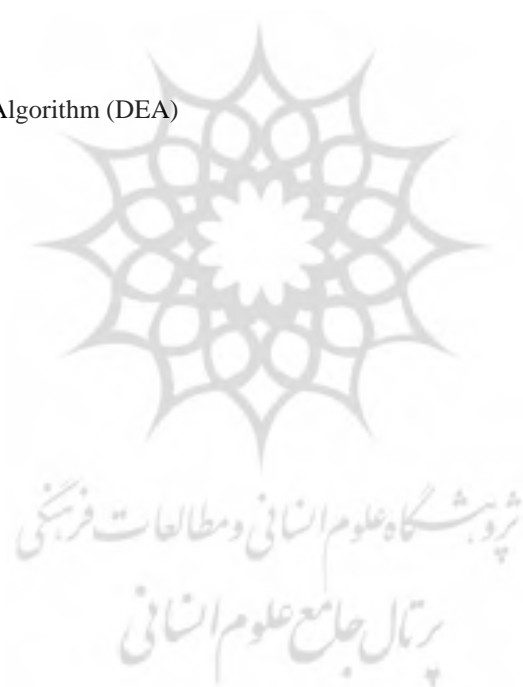 Algorithm (DEA)
پژوهشگاه علوم انسانی و مطالعات فرهنگی
پرتال جامع علوم انسانی